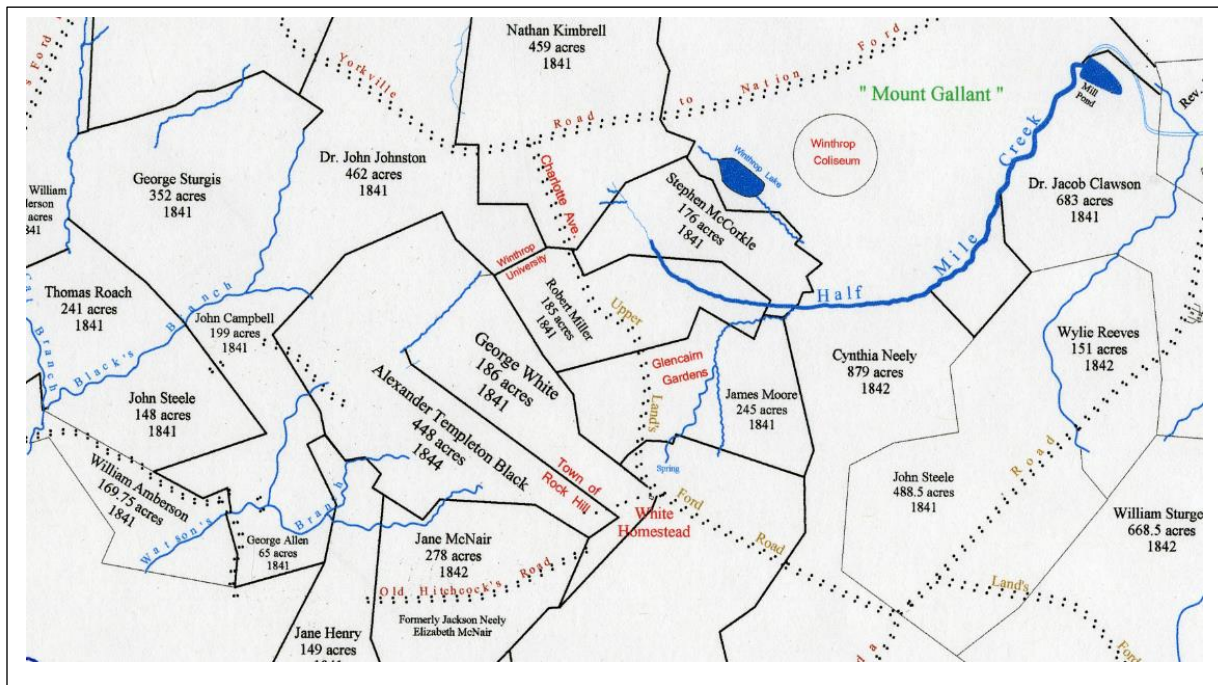 Nathan Kimbrell
459 acres
1841
Yorkville Road to Nation Ford
"Mount Gallant"
Mill
Pond
Rev.
Winthrop
Coliseum
Winthrop Lake
Charlotte Ave.
George Sturgis
352 acres
1841
Dr. John Johnston
462 acres
1841
Stephen McCorkle
176 acres
1841
Dr. Jacob Clawson
683 acres
1841
William
Half Mile Creek
Winthrop
University
Robert Miller
185 acres
1841
Upper
Land's
Ford
Road
Thomas Roach
241 acres
1841
Black's Branch
Branch
John Campbell
199 acres
1841
George White
186 acres
1841
Glencairn
Gardens
James Moore
245 acres
1841
Cynthia Neely
879 acres
1842
Wylie Reeves
151 acres
1842
John Steele
148 acres
1841
Alexander Templeton Black
448 acres
1844
Town of
Rock Hill
Spring
White
Homestead
John Steele
488.5 acres
1841
Road
William Amberson
169.75 acres
1841
Watson's Branch
George Allen
65 acres
1841
Jane McNair
278 acres
1842
Old Hitchcock's Road
Formerly Jackson Neely
Elizabeth McNair
Jane Henry
149 acres
William Sturge
668.5 acres
1842
Land's
Ford